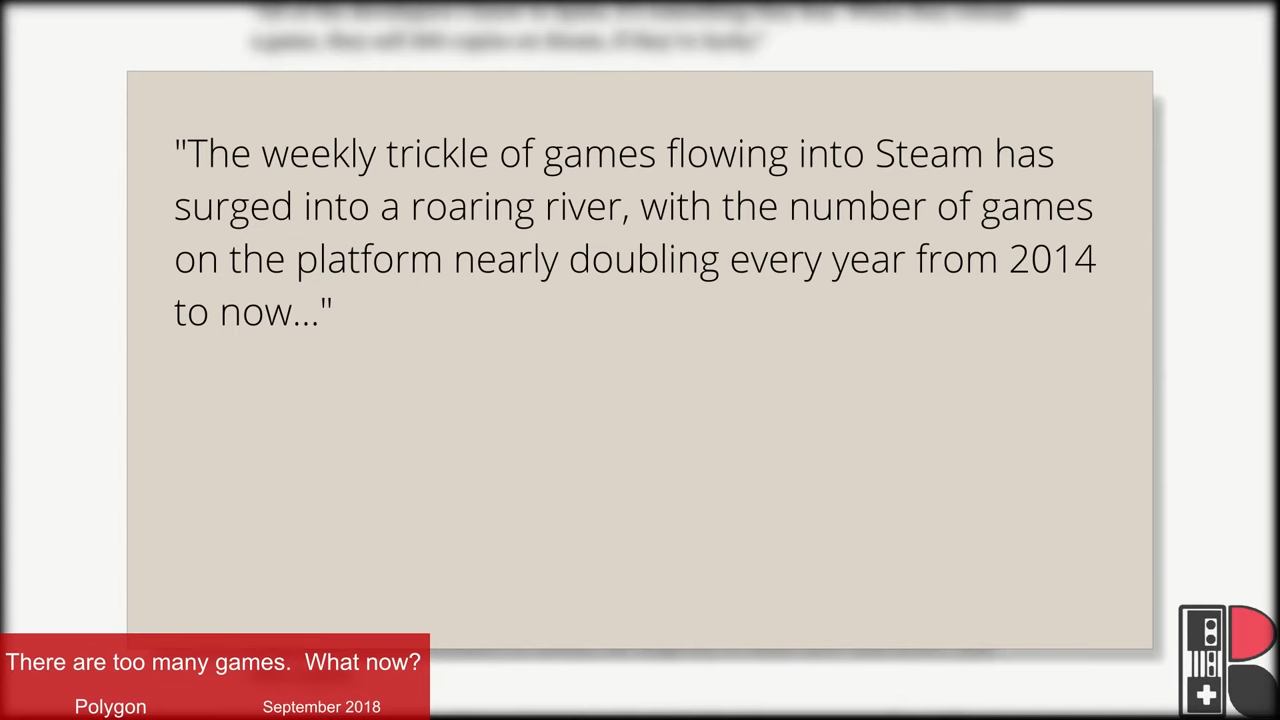 "The weekly trickle of games flowing into Steam has
surged into a roaring river, with the number of games
on the platform nearly doubling every year from 2014
to now..."
There are too many games.  What now?
Polygon
September 2018